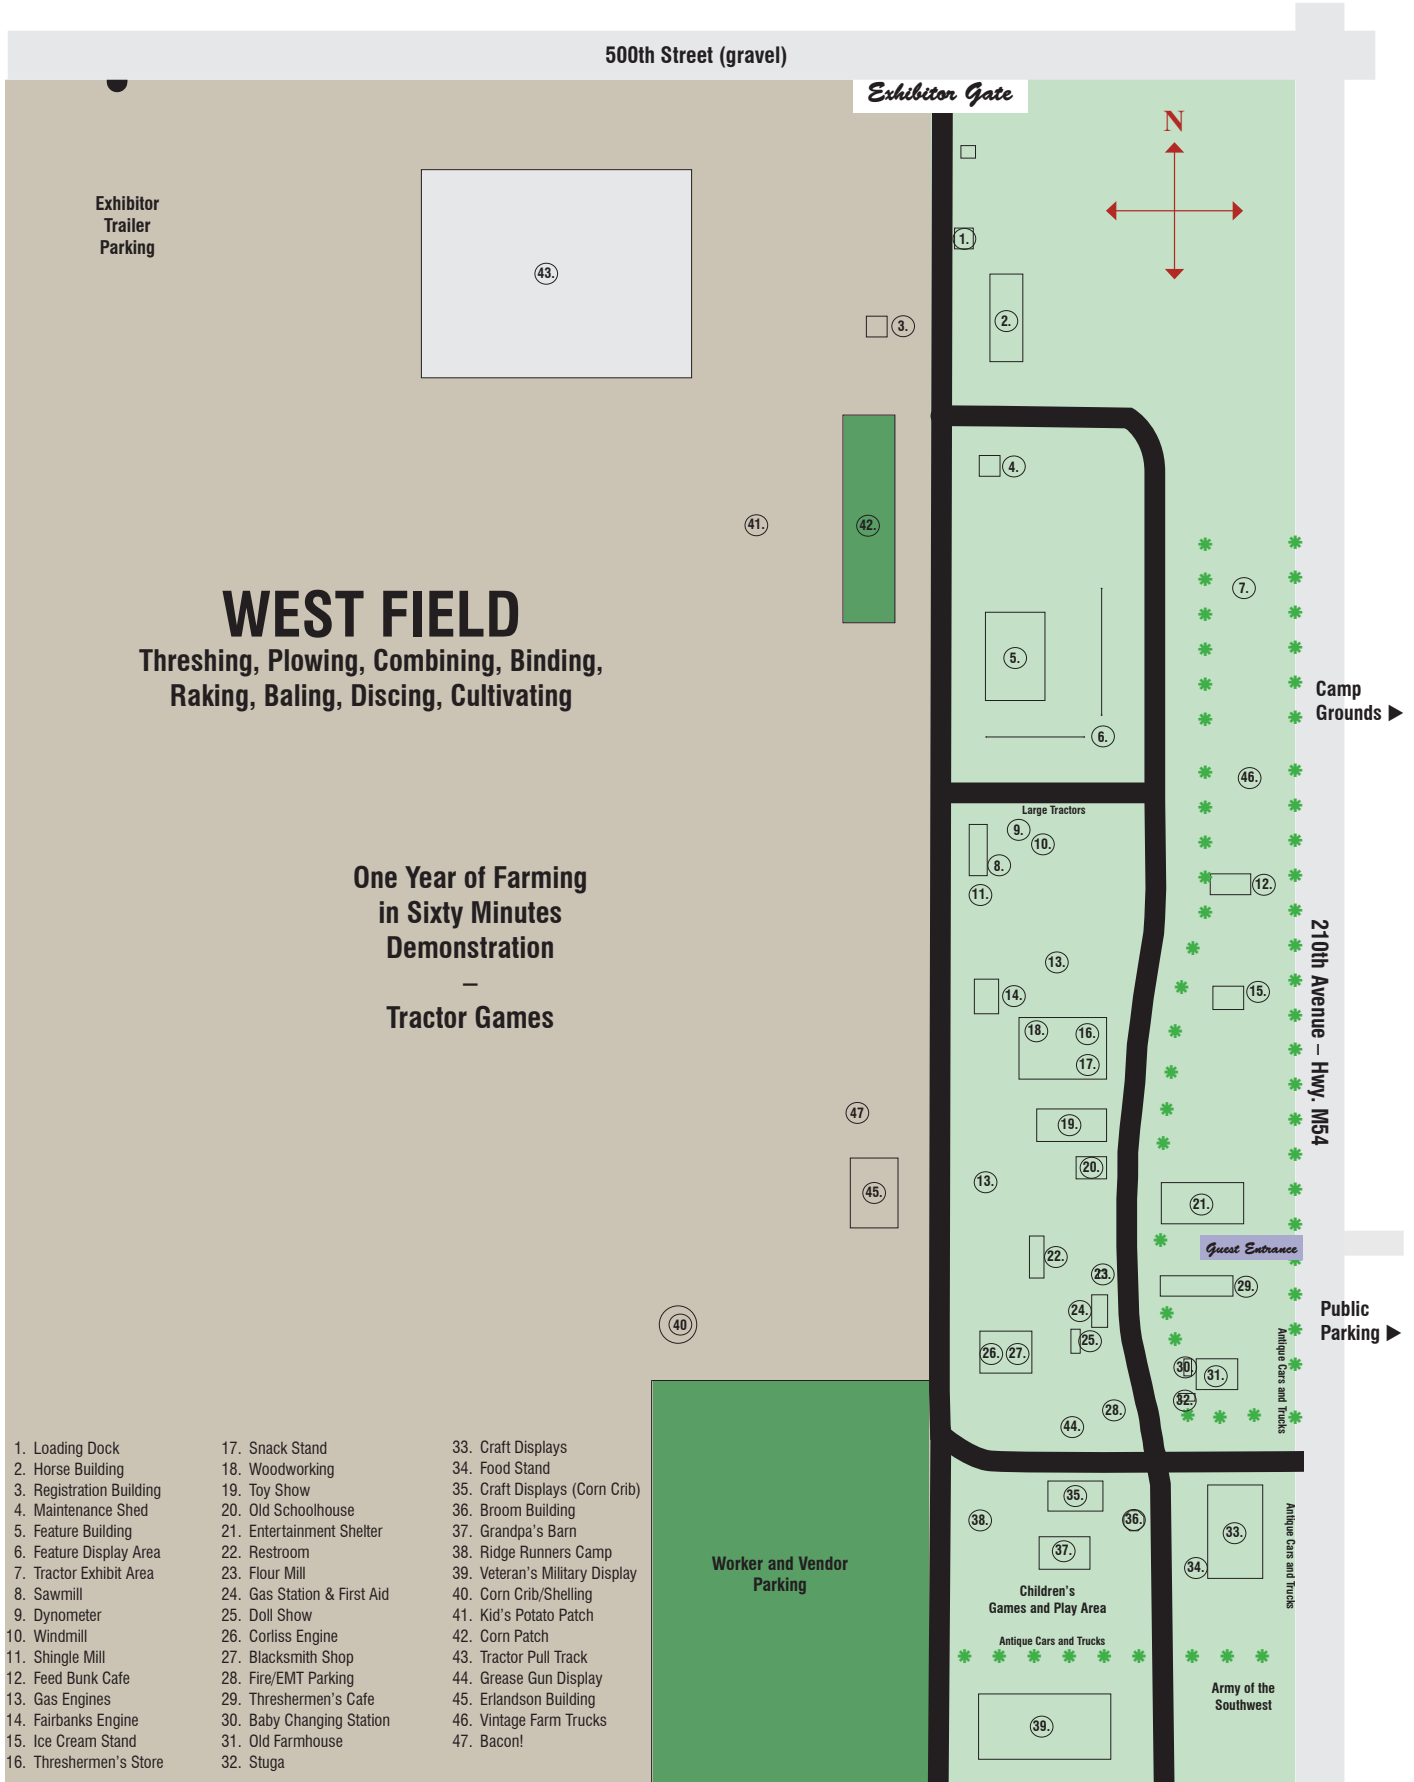 500th Street (gravel)
Exhibitor Gate
N
Exhibitor
Trailer
Parking
1.
43.
2.
3.
4.
41.
42.
7.
WEST FIELD
Threshing, Plowing, Combining, Binding,
Raking, Baling, Discing, Cultivating
5.
Camp
Grounds
6.
46.
Large Tractors
9.
10.
8.
11.
12.
One Year of Farming
in Sixty Minutes
Demonstration
–
Tractor Games
210th Avenue – Hwy. M54
13.
14.
15.
18.
16.
17.
47
19.
20.
13.
45.
21.
Guest Entrance
22.
23.
29.
24.
40
25.
Public
Parking
26.
27.
30.
31.
32.
Antique Cars and Trucks
28.
44.
1. Loading Dock
2. Horse Building
3. Registration Building
4. Maintenance Shed
5. Feature Building
6. Feature Display Area
7. Tractor Exhibit Area
8. Sawmill
9. Dynometer
10. Windmill
11. Shingle Mill
12. Feed Bunk Cafe
13. Gas Engines
14. Fairbanks Engine
15. Ice Cream Stand
16. Threshermen's Store
17. Snack Stand
18. Woodworking
19. Toy Show
20. Old Schoolhouse
21. Entertainment Shelter
22. Restroom
23. Flour Mill
24. Gas Station & First Aid
25. Doll Show
26. Corliss Engine
27. Blacksmith Shop
28. Fire/EMT Parking
29. Threshermen's Cafe
30. Baby Changing Station
31. Old Farmhouse
32. Stuga
33. Craft Displays
34. Food Stand
35. Craft Displays (Corn Crib)
36. Broom Building
37. Grandpa's Barn
38. Ridge Runners Camp
39. Veteran's Military Display
40. Corn Crib/Shelling
41. Kid's Potato Patch
42. Corn Patch
43. Tractor Pull Track
44. Grease Gun Display
45. Erlandson Building
46. Vintage Farm Trucks
47. Bacon!
Worker and Vendor
Parking
35.
38.
36.
33.
37.
34.
Antique Cars and Trucks
Children's
Games and Play Area
Antique Cars and Trucks
Army of the
Southwest
39.